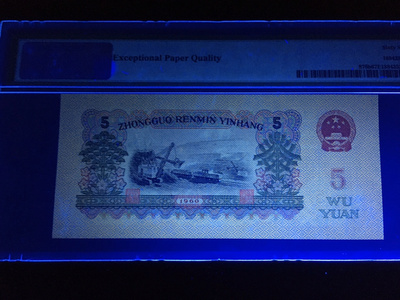 Exceptional Paper Quality
5 5
ZHONGGUO RENMIN YINHANG
5
WU
YUAN
1960